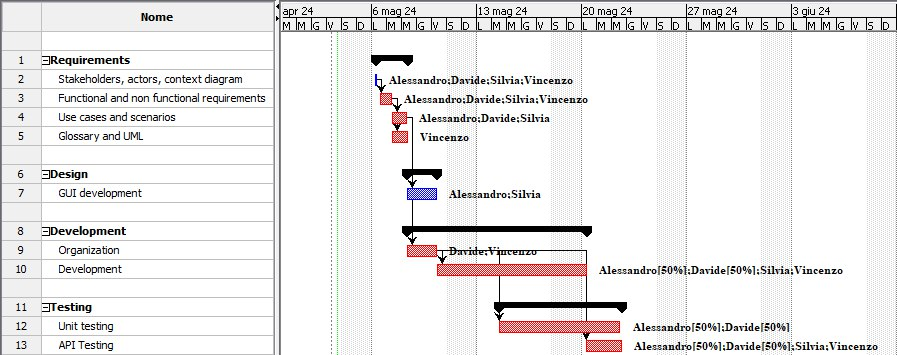 Nome
apr 24 6 mag 24 13 mag 24 20 mag 24 27 mag 24 3 giu 24
M M G V S D L M M G V S D L M M G V S D L M M G V S D L M M G V S D L M M G V S D
1 Requirements
2 Stakeholders, actors, context diagram Alessandro;Davide;Silvia;Vincenzo
3 Functional and non functional requirements Alessandro;Davide;Silvia;Vincenzo
4 Use cases and scenarios Alessandro;Davide;Silvia
5 Glossary and UML Vincenzo
6 Design
7 GUI development Alessandro;Silvia
8 Development
9 Organization Davide;Vincenzo
10 Development Alessandro[50%];Davide[50%];Silvia;Vincenzo
11 Testing
12 Unit testing Alessandro[50%];Davide[50%]
13 API Testing Alessandro[50%];Davide[50%];Silvia;Vincenzo